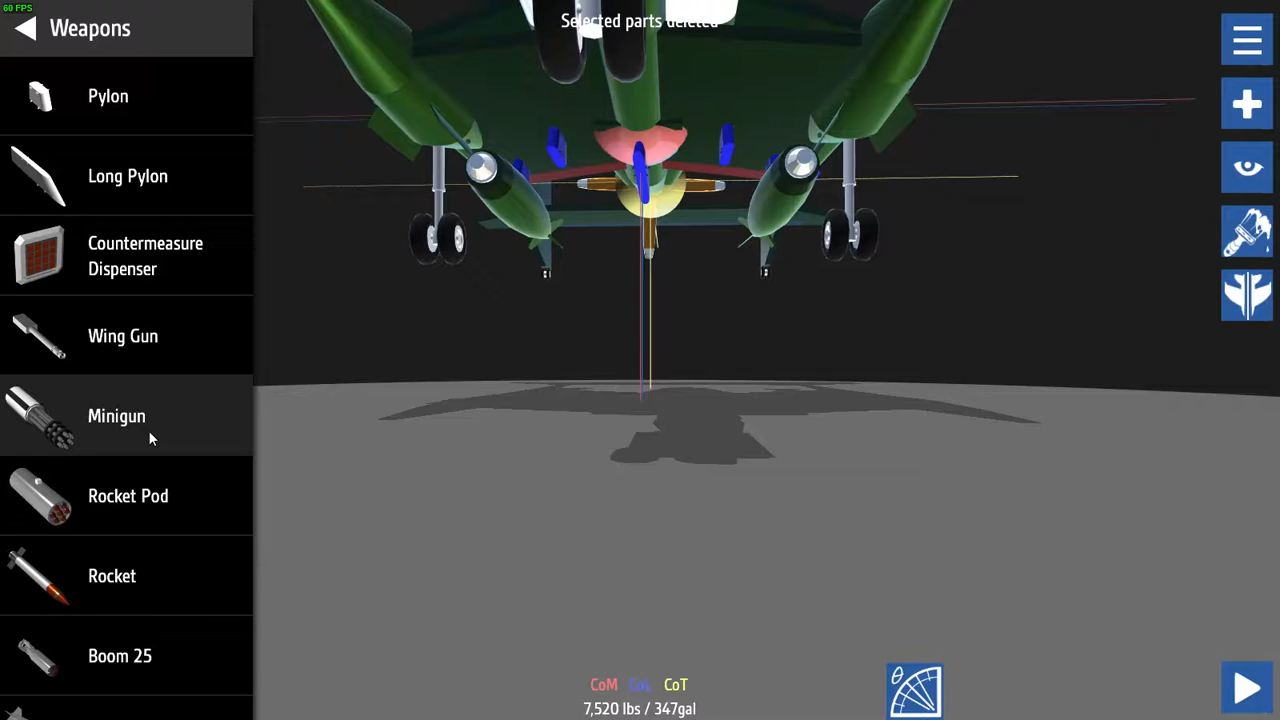 60 FPS
Weapons
Selected parts deleted
Pylon
Long Pylon
Countermeasure
Dispenser
Wing Gun
Minigun
Rocket Pod
Rocket
Boom 25
θ
CoM CoL CoT
7,520 lbs / 347gal